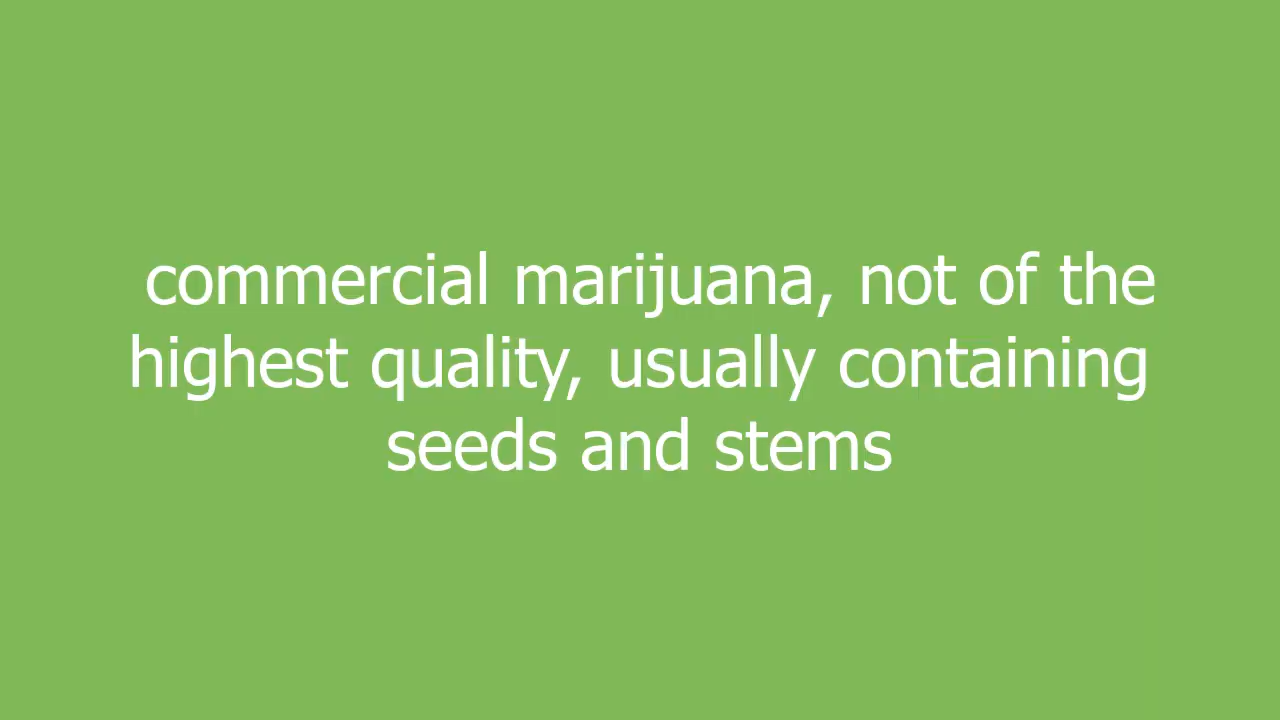 commercial marijuana, not of the
highest quality, usually containing
seeds and stems